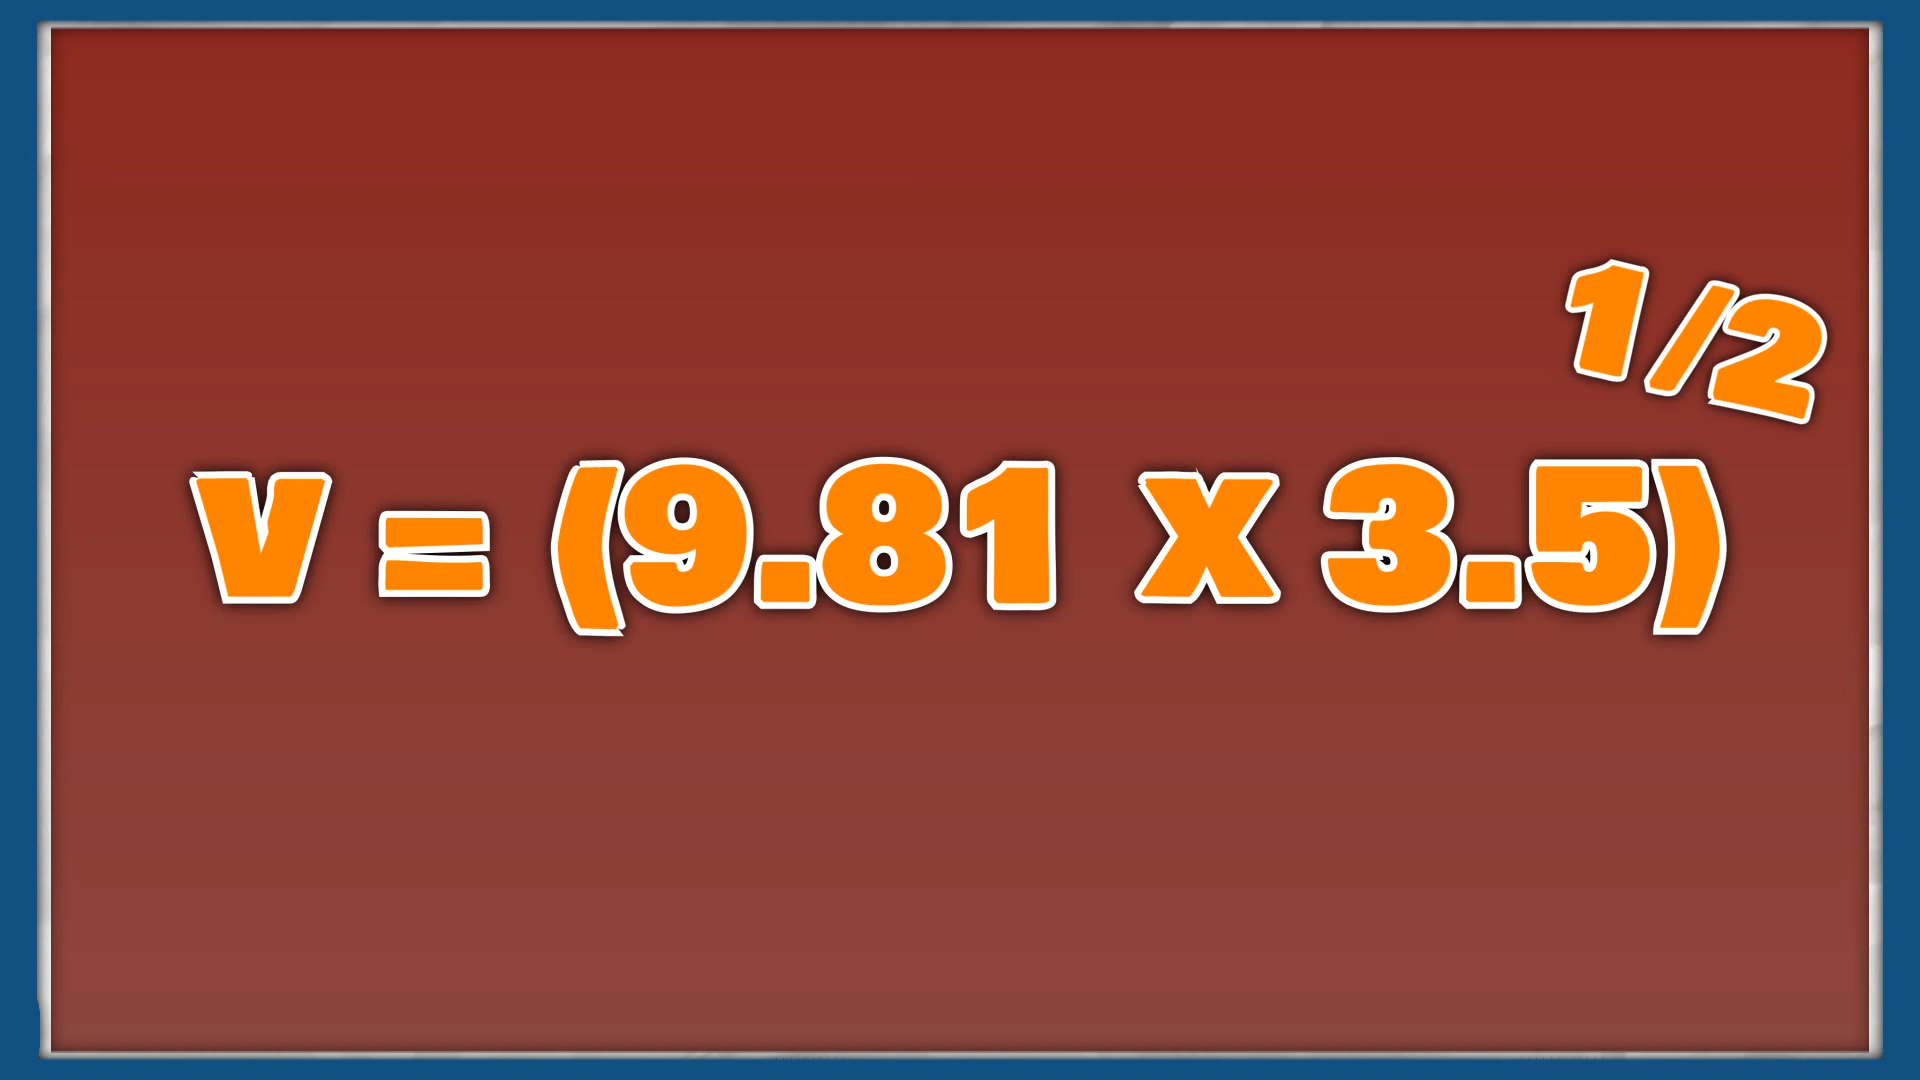 1/2
V = (9.81 X 3.5)